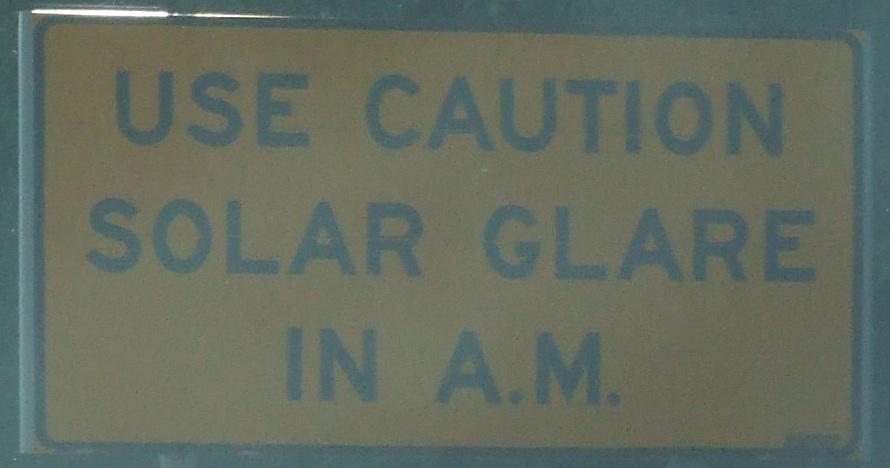 USE CAUTION
SOLAR GLARE
IN A.M.